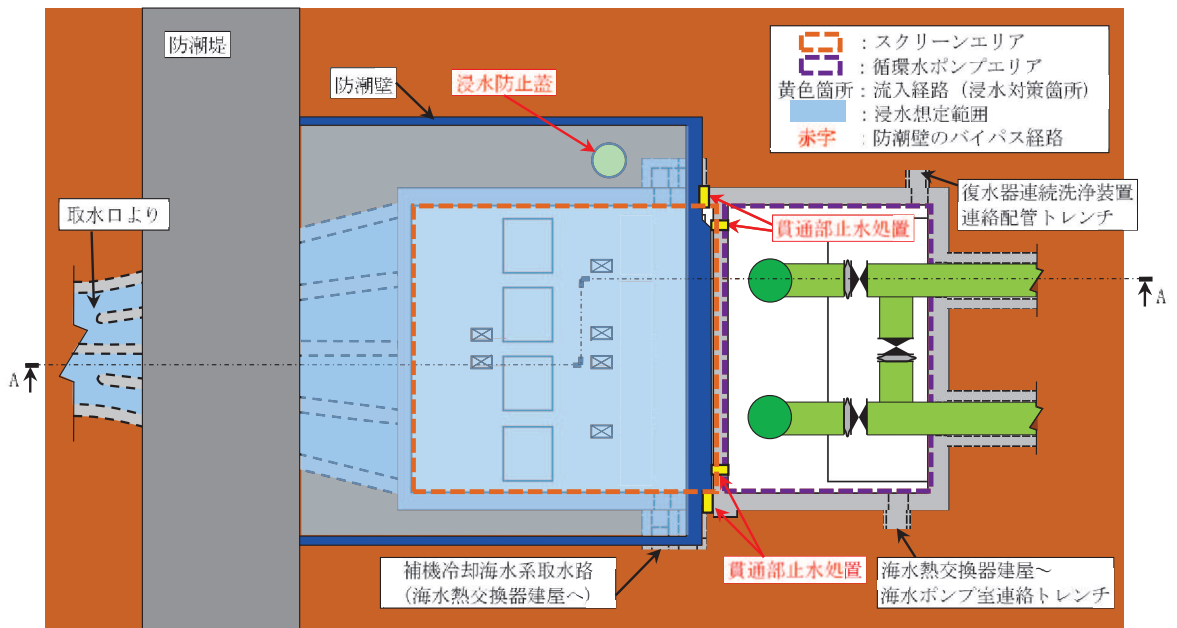 防潮堤
防潮壁
浸水防止蓋
：スクリーンエリア
：循環水ポンプエリア
黄色箇所：流入経路（浸水対策箇所）
：浸水想定範囲
赤字：防潮壁のバイパス経路
取水口より
貫通部止水処置
復水器連続洗浄装置
連絡配管トレンチ
A
A
補機冷却海水系取水路
(海水熱交換器建屋へ)
貫通部止水処置
海水熱交換器建屋～
海水ポンプ室連絡トレンチ